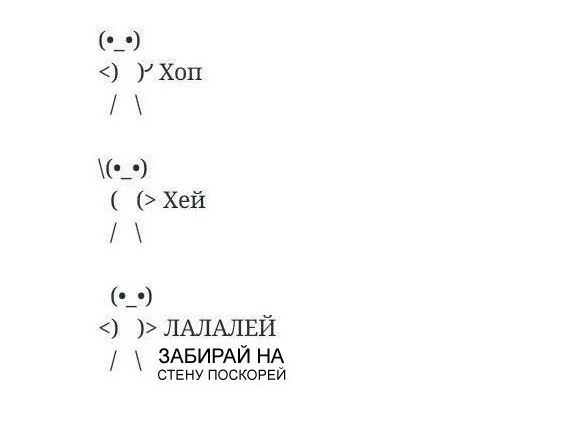 (•_•)
<) )╯Хоп
/ \
\(•_•)
( (> Хей
/ \
(•_•)
<) )> ЛАЛАЛЕЙ
/ \ ЗАБИРАЙ НА
СТЕНУ ПОСКОРЕЙ